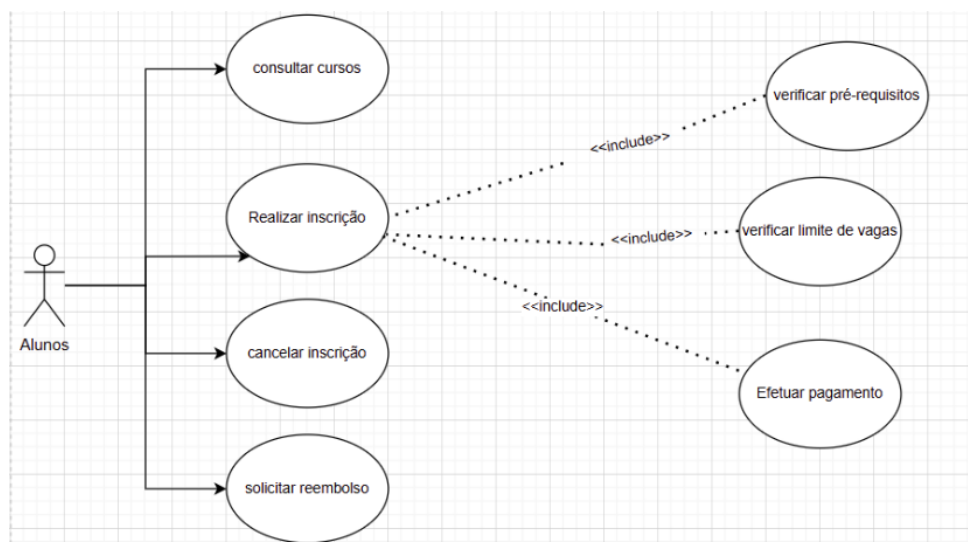 consultar cursos
verificar pré-requisitos
<<include>>
Realizar inscrição
verificar limite de vagas
<<include>>
<<include>>
Alunos
cancelar inscrição
Efetuar pagamento
solicitar reembolso